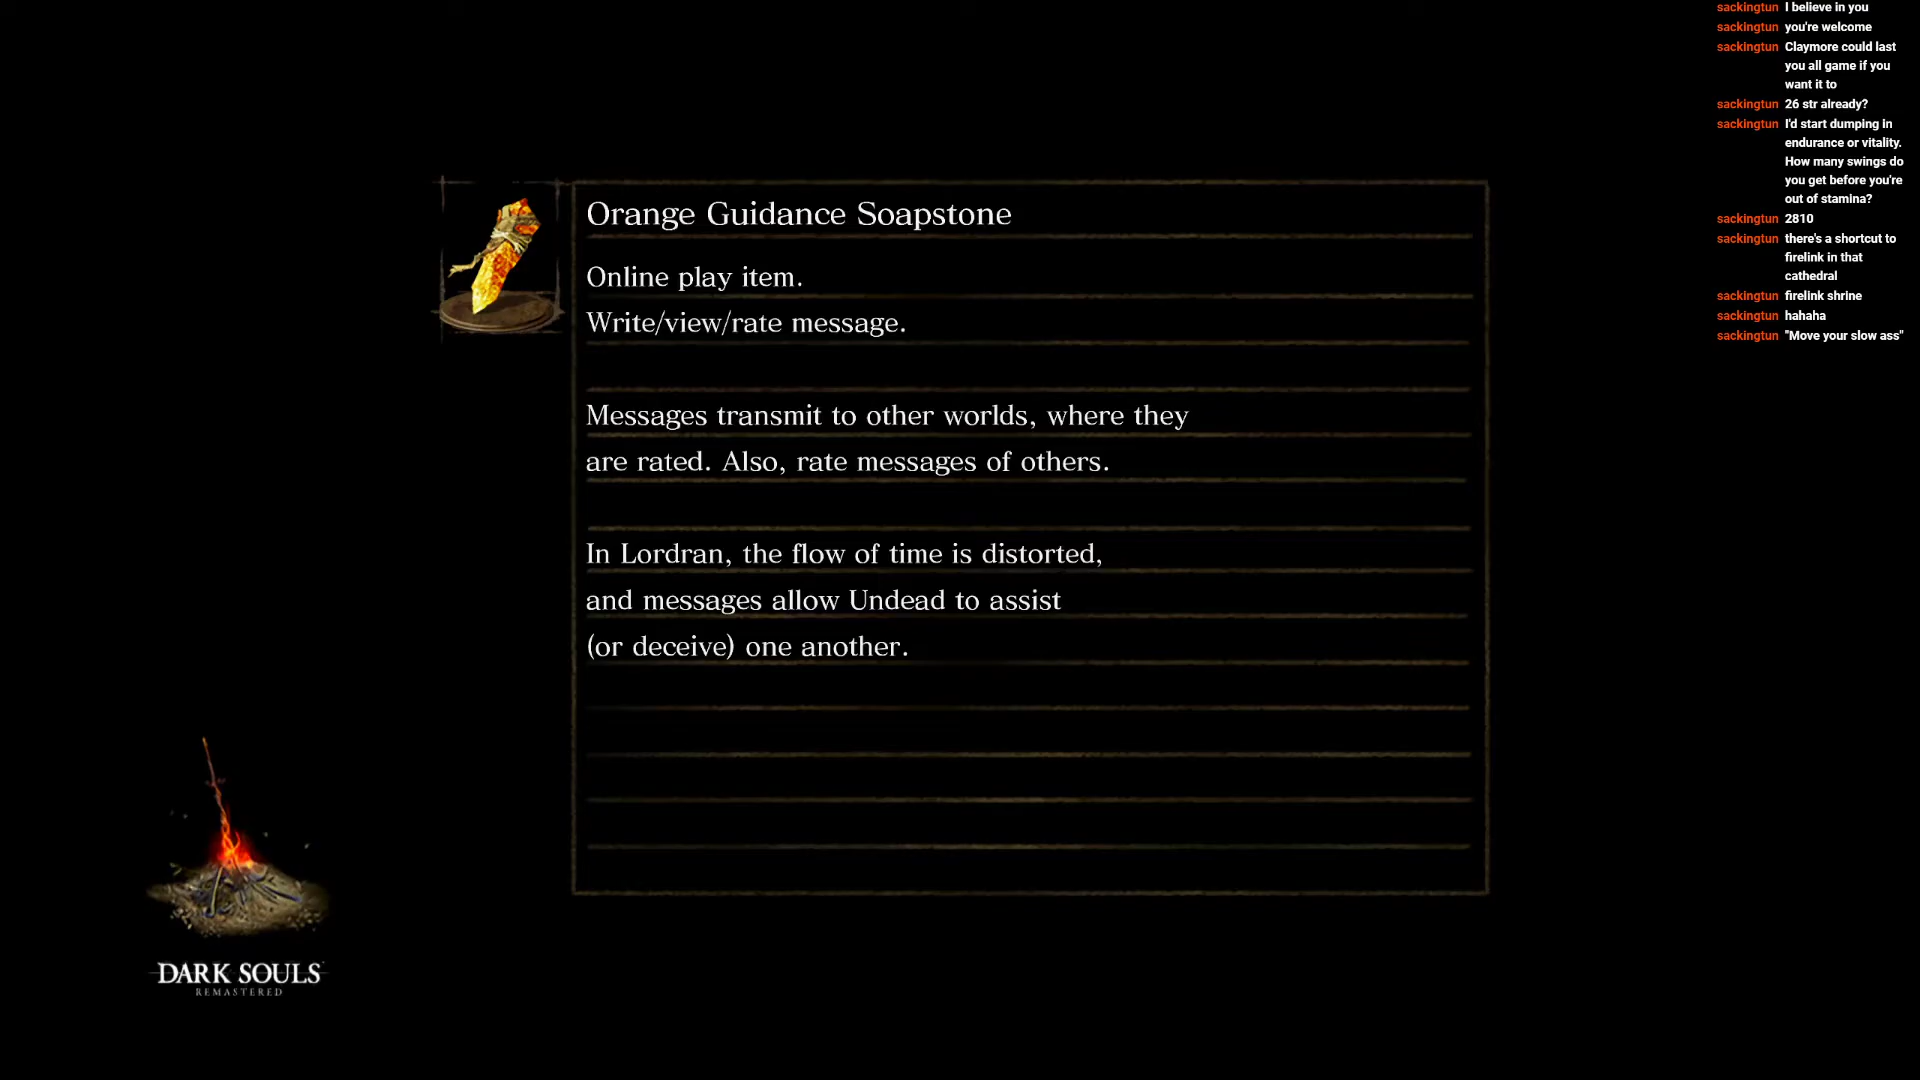 Orange Guidance Soapstone
Online play item.
Write/view/rate message.
Messages transmit to other worlds, where they
are rated. Also, rate messages of others.
In Lordran, the flow of time is distorted,
and messages allow Undead to assist
(or deceive) one another.
DARK SOULS
REMASTERED
sackingtun I believe in you
sackingtun you're welcome
sackingtun Claymore could last
you all game if you
want it to
sackingtun 26 str already?
sackingtun I'd start dumping in
endurance or vitality.
How many swings do
you get before you're
out of stamina?
sackingtun 2810
sackingtun there's a shortcut to
firelink in that
cathedral
sackingtun firelink shrine
sackingtun hahaha
sackingtun "Move your slow ass"